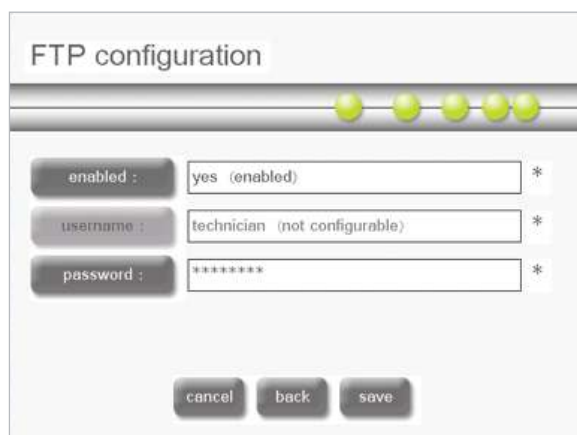 FTP configuration
enabled : yes (enabled) *
username : technician (not configurable) *
password : ******** *
cancel back save